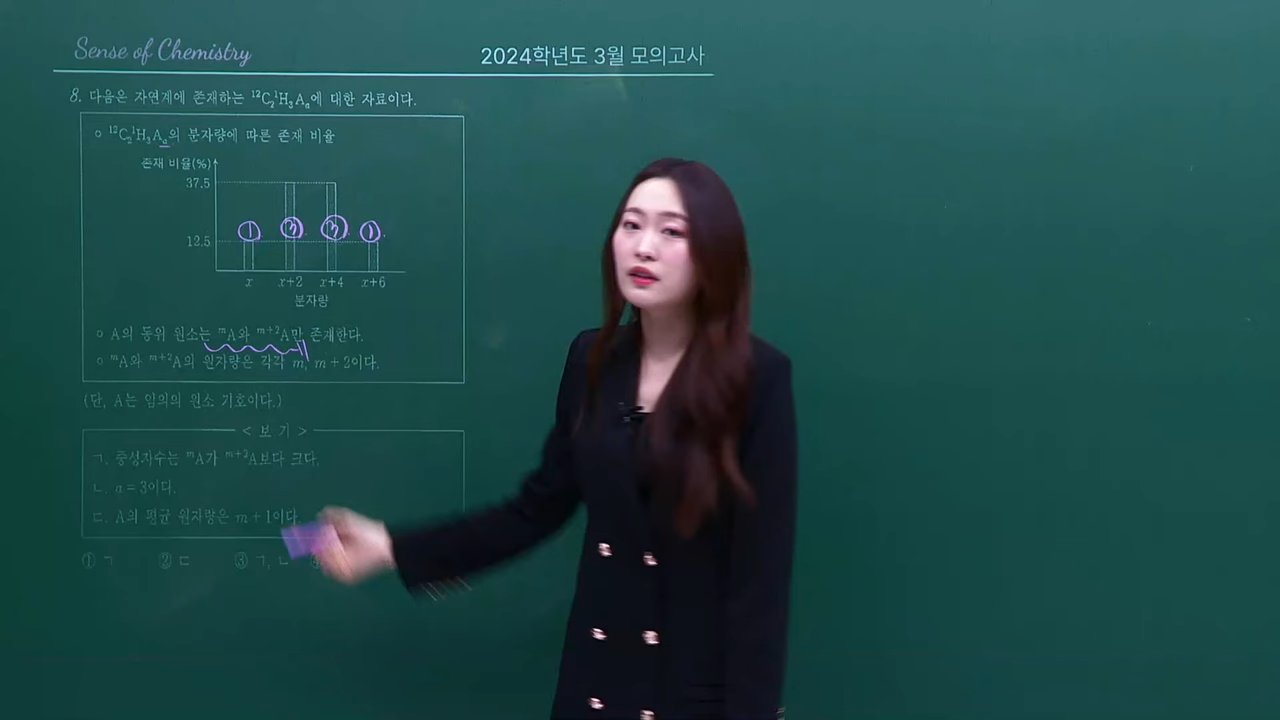 Sense of Chemistry
2024학년도 3월 모의고사
8. 다음은 자연계에 존재하는 ¹²C₂¹H₃Aₐ에 대한 자료이다.
○ ¹²C₂¹H₃Aₐ의 분자량에 따른 존재 비율
존재 비율(%)
37.5
① ③ ③ ①
12.5
x x+2 x+4 x+6
분자량
○ A의 동위 원소는 ᵐA와 ᵐ⁺²A만 존재한다.
○ ᵐA와 ᵐ⁺²A의 원자량은 각각 m, m+2이다.
(단, A는 임의의 원소 기호이다.)
< 보 기 >
ㄱ. 중성자수는 ᵐA가 ᵐ⁺²A보다 크다.
ㄴ. a=3이다.
ㄷ. A의 평균 원자량은 m+1이다.
① ㄱ ② ㄷ ③ ㄱ, ㄴ